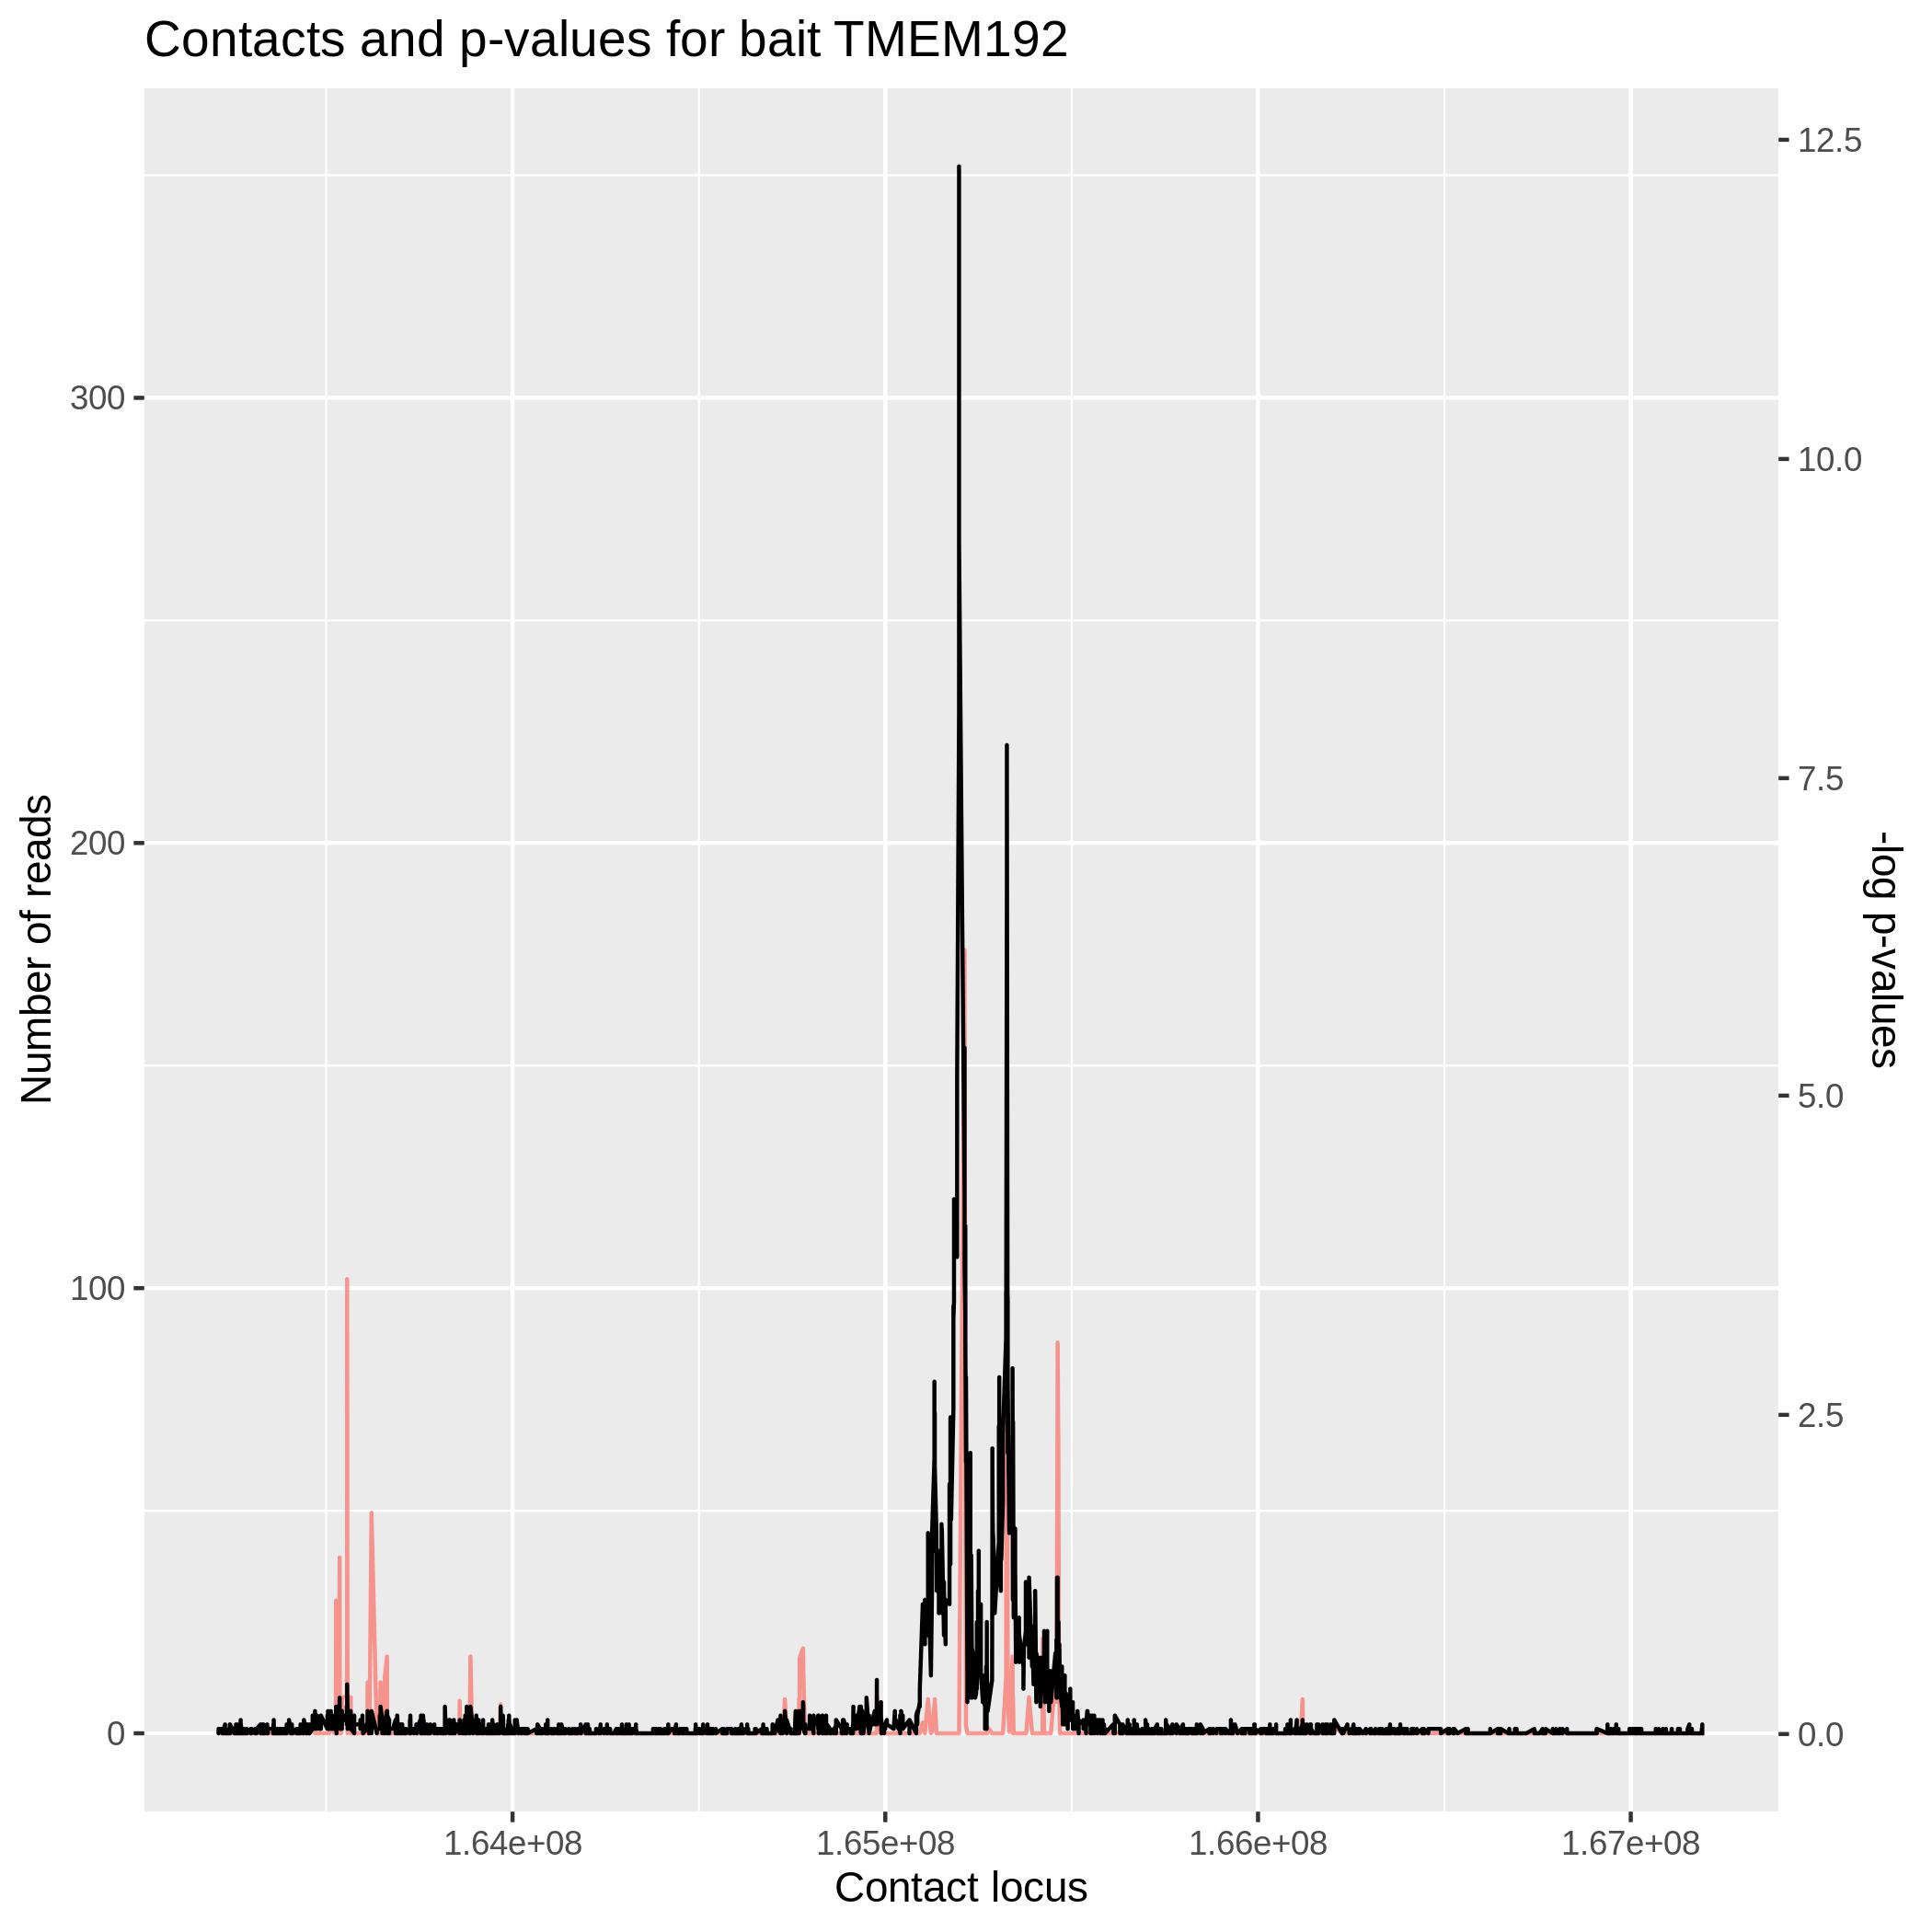 Contacts and p-values for bait TMEM192
Number of reads
300
200
100
0
12.5
10.0
7.5
5.0
2.5
0.0
-log p-values
1.64e+08
1.65e+08
1.66e+08
1.67e+08
Contact locus